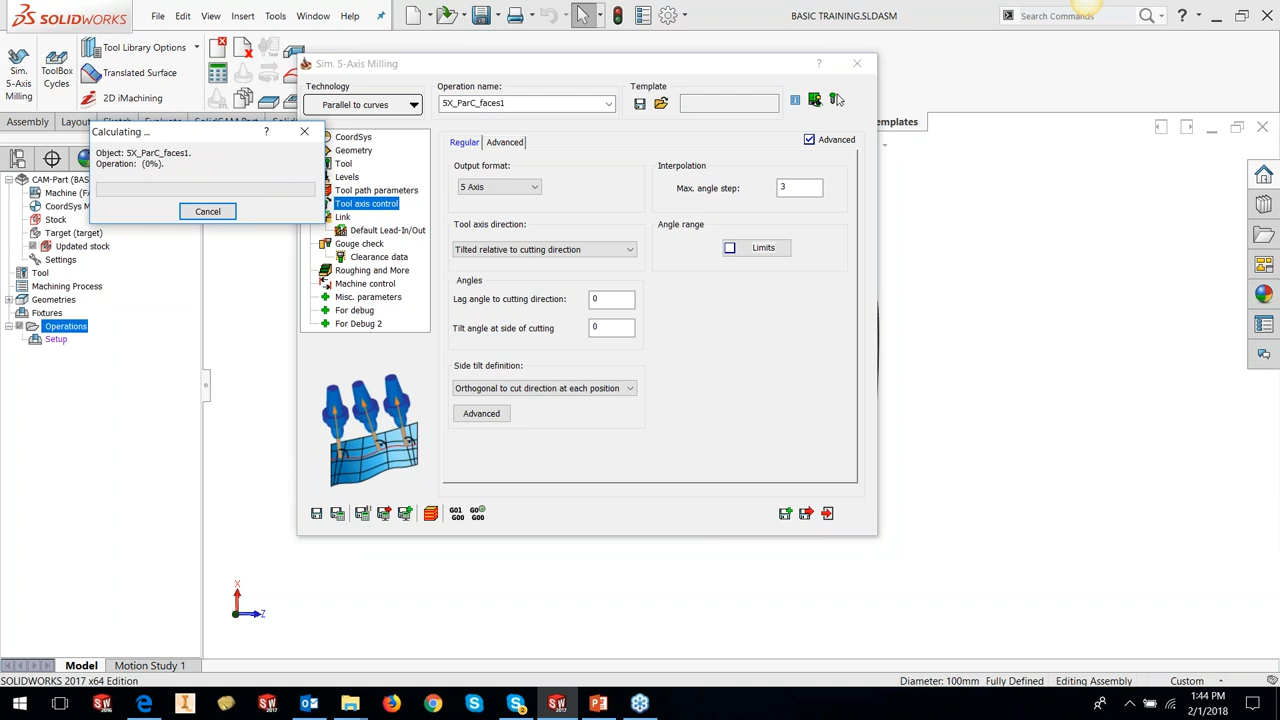 SOLIDWORKS
File Edit View Insert Tools Window Help
BASIC TRAINING.SLDASM
Search Commands
Sim.
5-Axis
Milling
ToolBox
Cycles
Tool Library Options
Translated Surface
2D iMachining
Assembly
emplates
Sim. 5-Axis Milling
Technology
Parallel to curves
Operation name:
5X_ParC_faces1
Template
Advanced
Calculating ...
Object: 5X_ParC_faces1.
Operation: (0%).
Cancel
Machine (FA
CoordSys M
Stock
Target (target)
Updated stock
Settings
Tool
Machining Process
Geometries
Fixtures
Operations
Setup
CoordSys
Geometry
Tool
Levels
Tool path parameters
Tool axis control
Link
Default Lead-In/Out
Gouge check
Clearance data
Roughing and More
Machine control
Misc. parameters
For debug
For Debug 2
Regular Advanced
Output format:
5 Axis
Interpolation
Max. angle step: 3
Tool axis direction:
Tilted relative to cutting direction
Angle range
Limits
Angles
Lag angle to cutting direction: 0
Tilt angle at side of cutting 0
Side tilt definition:
Orthogonal to cut direction at each position
Advanced
G01
G00
G0
G00
X
Z
Model Motion Study 1
SOLIDWORKS 2017 x64 Edition
Diameter: 100mm Fully Defined Editing Assembly Custom
1:44 PM
2/1/2018